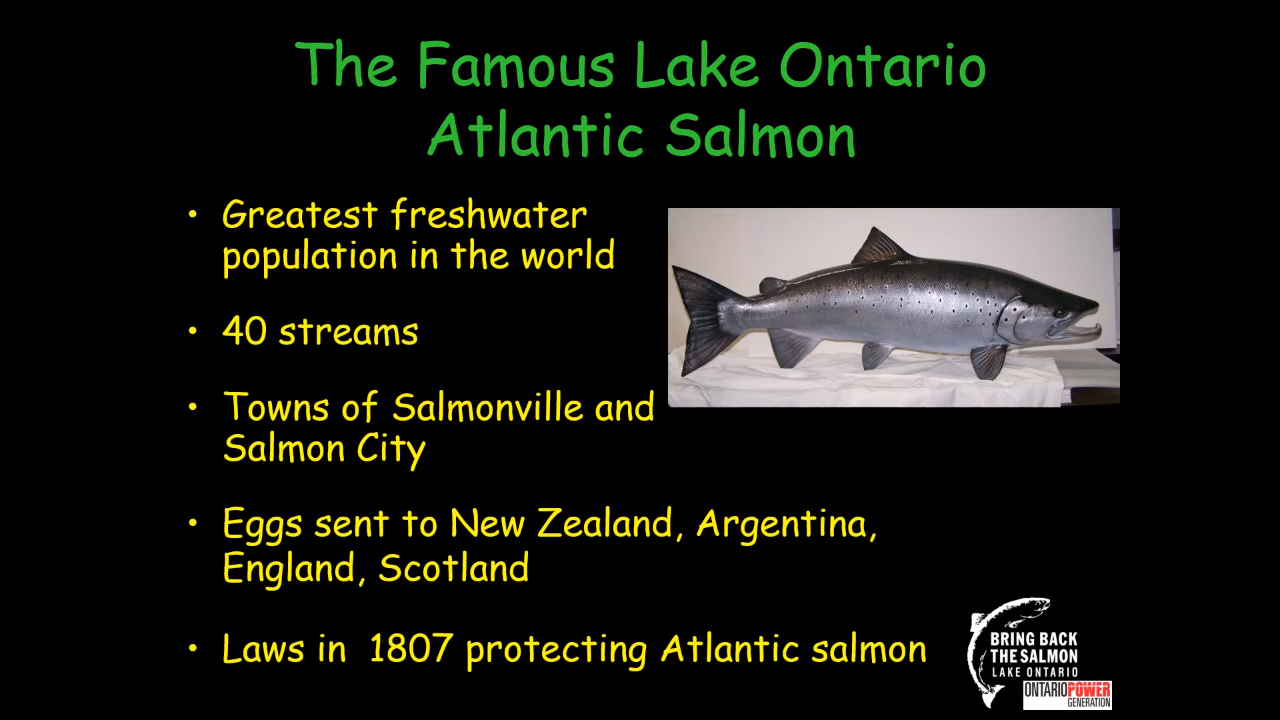 The Famous Lake Ontario
Atlantic Salmon
• Greatest freshwater
population in the world
• 40 streams
• Towns of Salmonville and
Salmon City
• Eggs sent to New Zealand, Argentina,
England, Scotland
• Laws in  1807 protecting Atlantic salmon
BRING BACK
THE SALMON
LAKE ONTARIO
ONTARIOPOWER
GENERATION